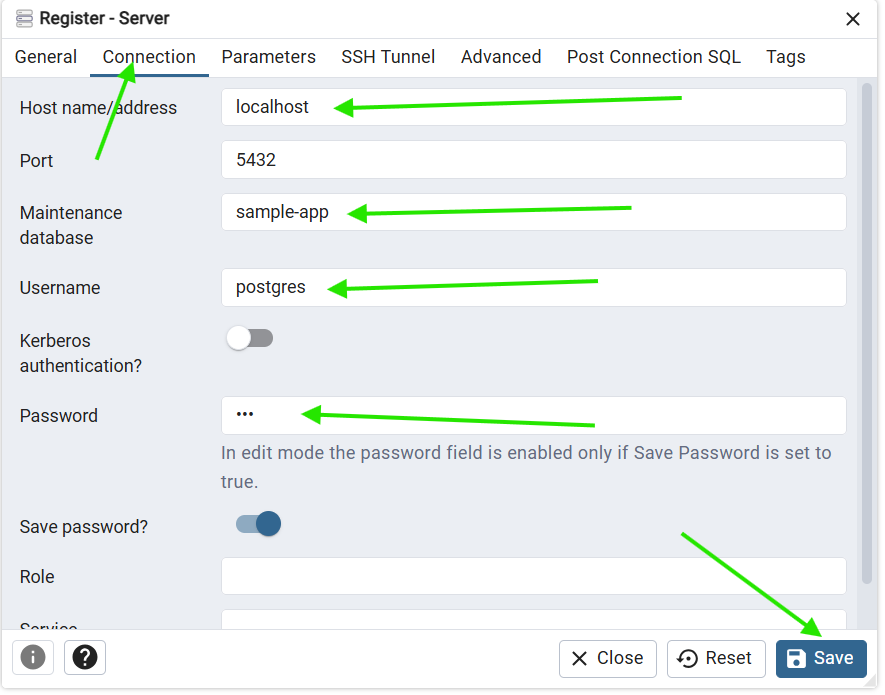 Register - Server
General Connection Parameters SSH Tunnel Advanced Post Connection SQL Tags
Host name/address localhost
Port 5432
Maintenance database sample-app
Username postgres
Kerberos authentication?
Password •••
In edit mode the password field is enabled only if Save Password is set to
true.
Save password?
Role
Service
Close Reset Save